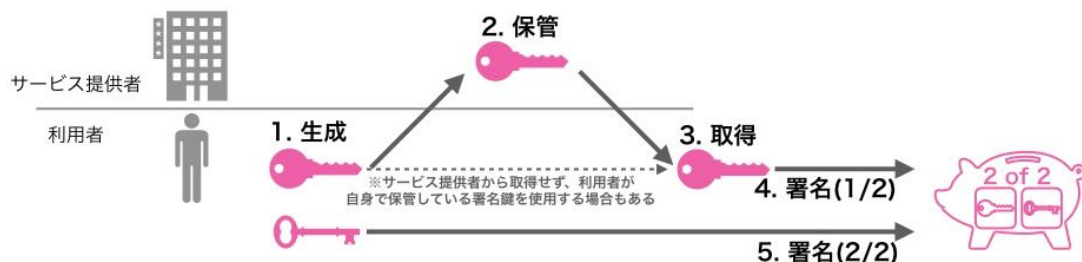 2. 保管
サービス提供者
利用者
1. 生成
3. 取得
※サービス提供者から取得せず、利用者が
自身で保管している署名鍵を使用する場合もある
4. 署名(1/2)
2 of 2
5. 署名(2/2)